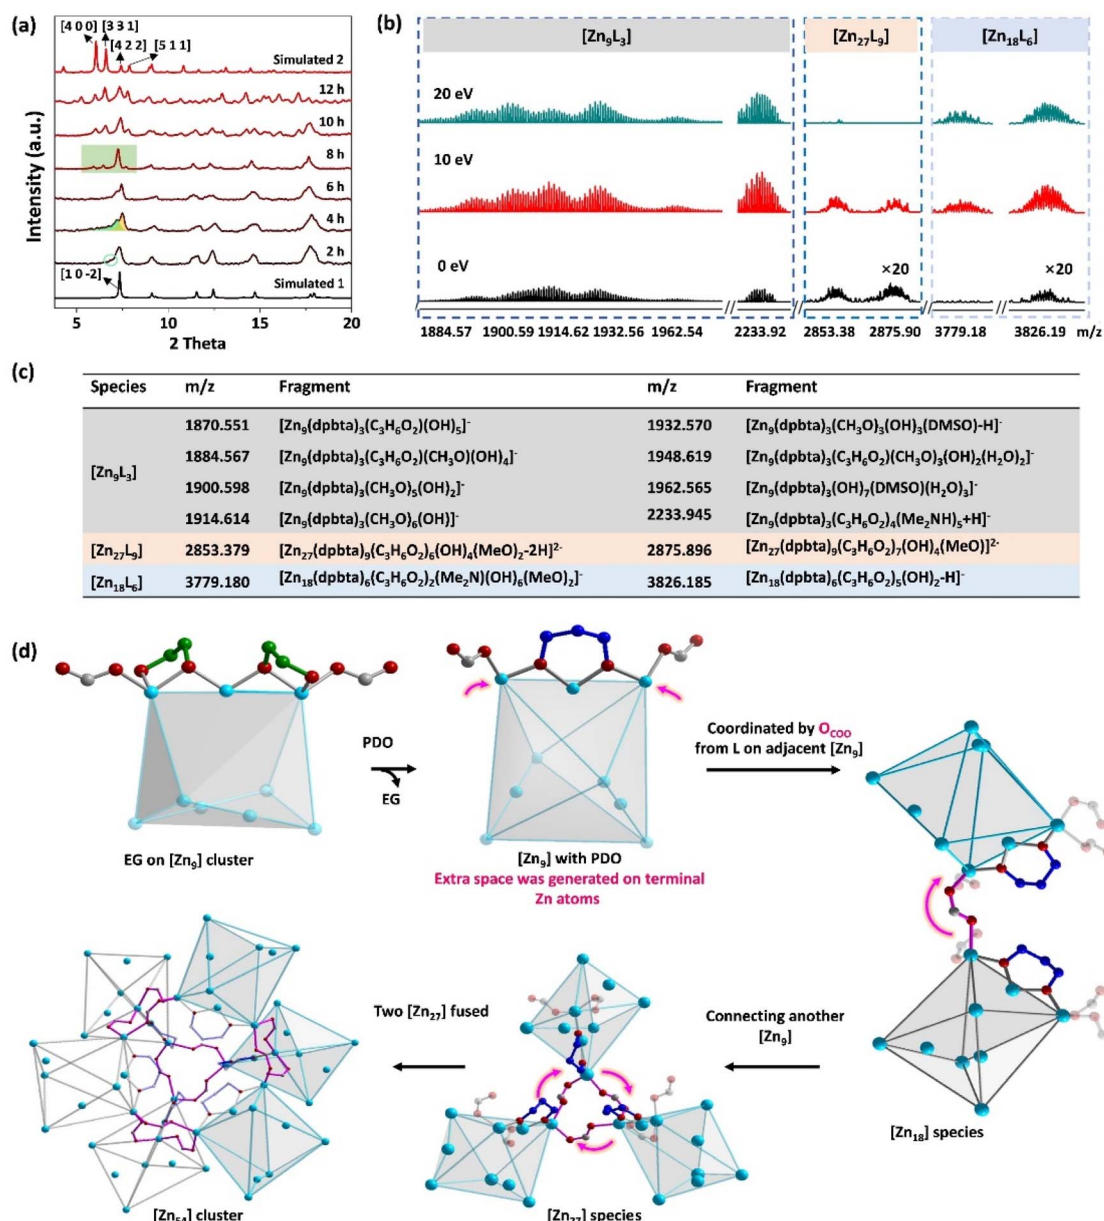 (a)
[4 0 0]
[3 3 1]
[4 2 2]
[5 1 1]
Simulated 2
12 h
10 h
8 h
6 h
4 h
2 h
[1 0 -2]
Simulated 1
Intensity (a.u.)
5 10 15 20
2 Theta
(b)
[Zn₉L₃] [Zn₂₇L₉] [Zn₁₈L₆]
20 eV
10 eV
0 eV ×20 ×20
1884.57 1900.59 1914.62 1932.56 1962.54 2233.92 2853.38 2875.90 3779.18 3826.19 m/z
(c)
Species m/z Fragment m/z Fragment
[Zn₉L₃]
1870.551 [Zn₉(dpbta)₃(C₃H₆O₂)(OH)₅]⁻ 1932.570 [Zn₉(dpbta)₃(CH₃O)₃(OH)₃(DMSO)-H]⁻
1884.567 [Zn₉(dpbta)₃(C₃H₆O₂)(CH₃O)(OH)₄]⁻ 1948.619 [Zn₉(dpbta)₃(C₃H₆O₂)(CH₃O)₃(OH)₂(H₂O)₂]⁻
1900.598 [Zn₉(dpbta)₃(CH₃O)₅(OH)₂]⁻ 1962.565 [Zn₉(dpbta)₃(OH)₇(DMSO)(H₂O)₃]⁻
1914.614 [Zn₉(dpbta)₃(CH₃O)₆(OH)]⁻ 2233.945 [Zn₉(dpbta)₃(C₃H₆O₂)₄(Me₂NH)₅+H]⁻
[Zn₂₇L₉] 2853.379 [Zn₂₇(dpbta)₉(C₃H₆O₂)₆(OH)₄(MeO)₂-2H]²⁻ 2875.896 [Zn₂₇(dpbta)₉(C₃H₆O₂)₇(OH)₄(MeO)]²⁻
[Zn₁₈L₆] 3779.180 [Zn₁₈(dpbta)₆(C₃H₆O₂)₂(Me₂N)(OH)₆(MeO)₂]⁻ 3826.185 [Zn₁₈(dpbta)₆(C₃H₆O₂)₅(OH)₂-H]⁻
(d)
PDO
EG
EG on [Zn₉] cluster
[Zn₉] with PDO
Extra space was generated on terminal
Zn atoms
Coordinated by O_COO
from L on adjacent [Zn₉]
[Zn₁₈] species
Connecting another
[Zn₉]
[Zn₂₇] species
Two [Zn₂₇] fused
[Zn₅₄] cluster